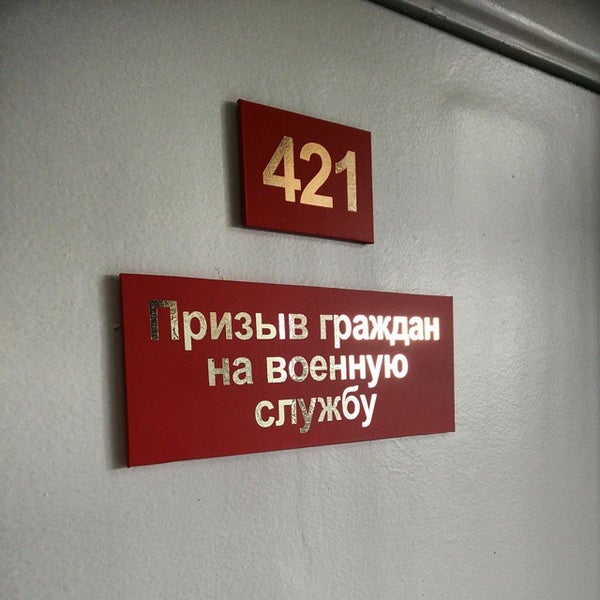 421
Призыв граждан
на военную
службу